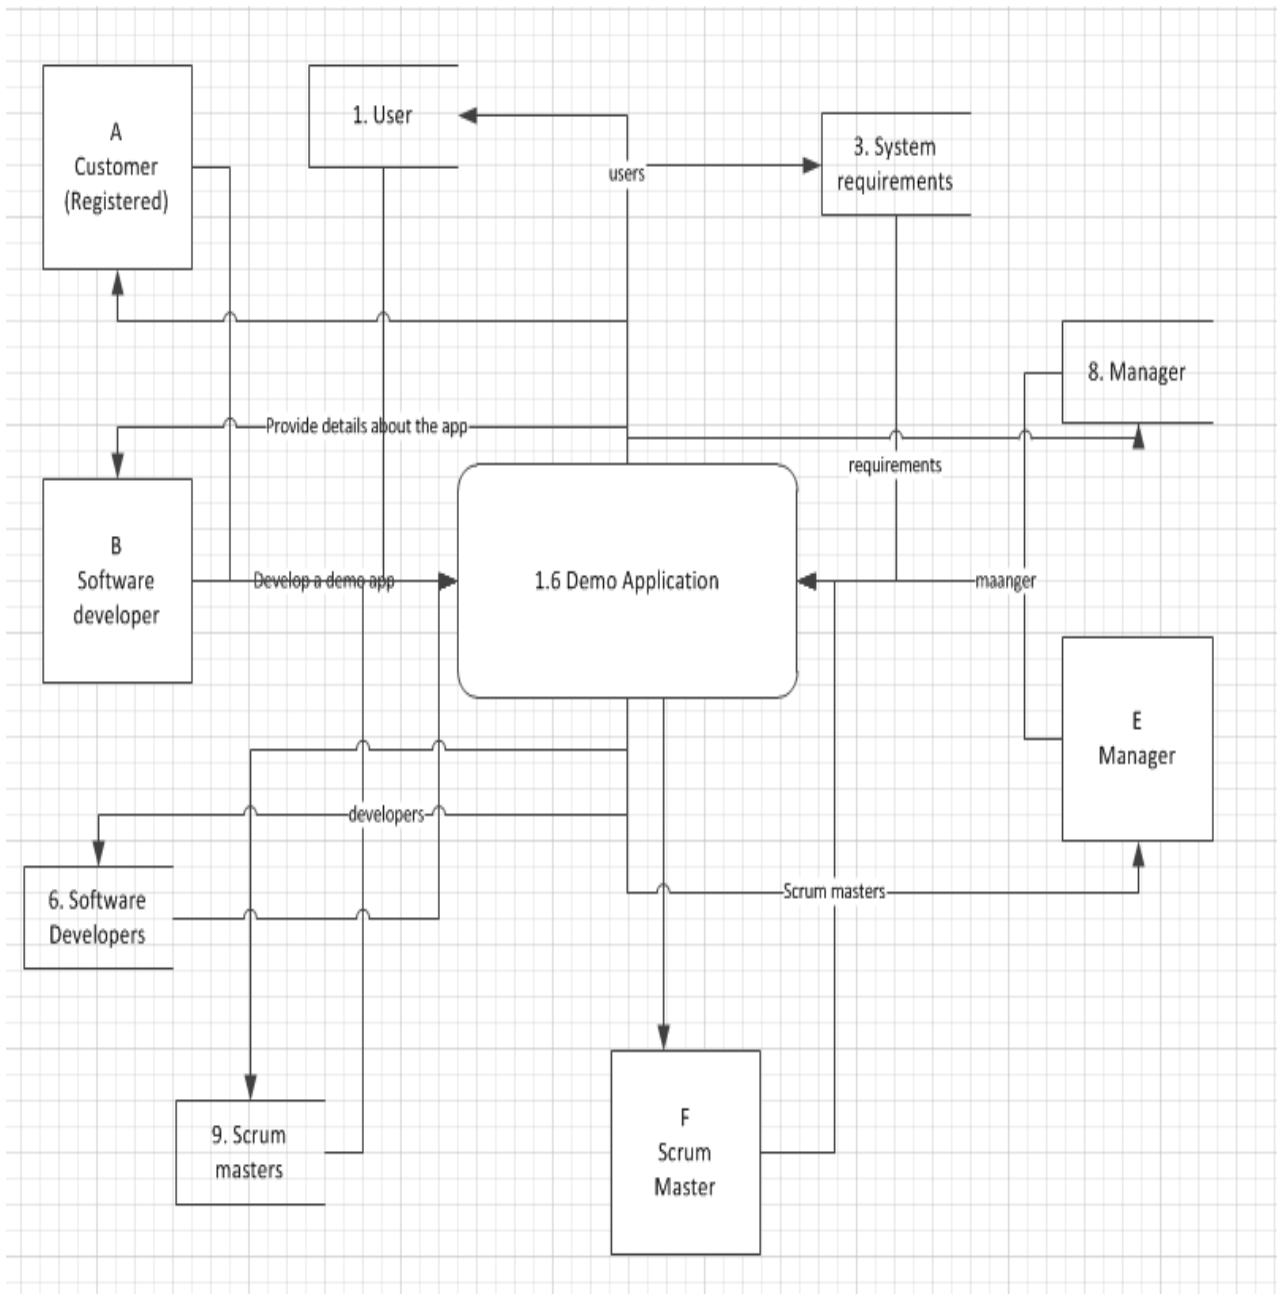 A
Customer
(Registered)
1. User
users
3. System
requirements
8. Manager
Provide details about the app
requirements
B
Software
developer
Develop a demo app
1.6 Demo Application
maanger
E
Manager
developers
Scrum masters
6. Software
Developers
9. Scrum
masters
F
Scrum
Master